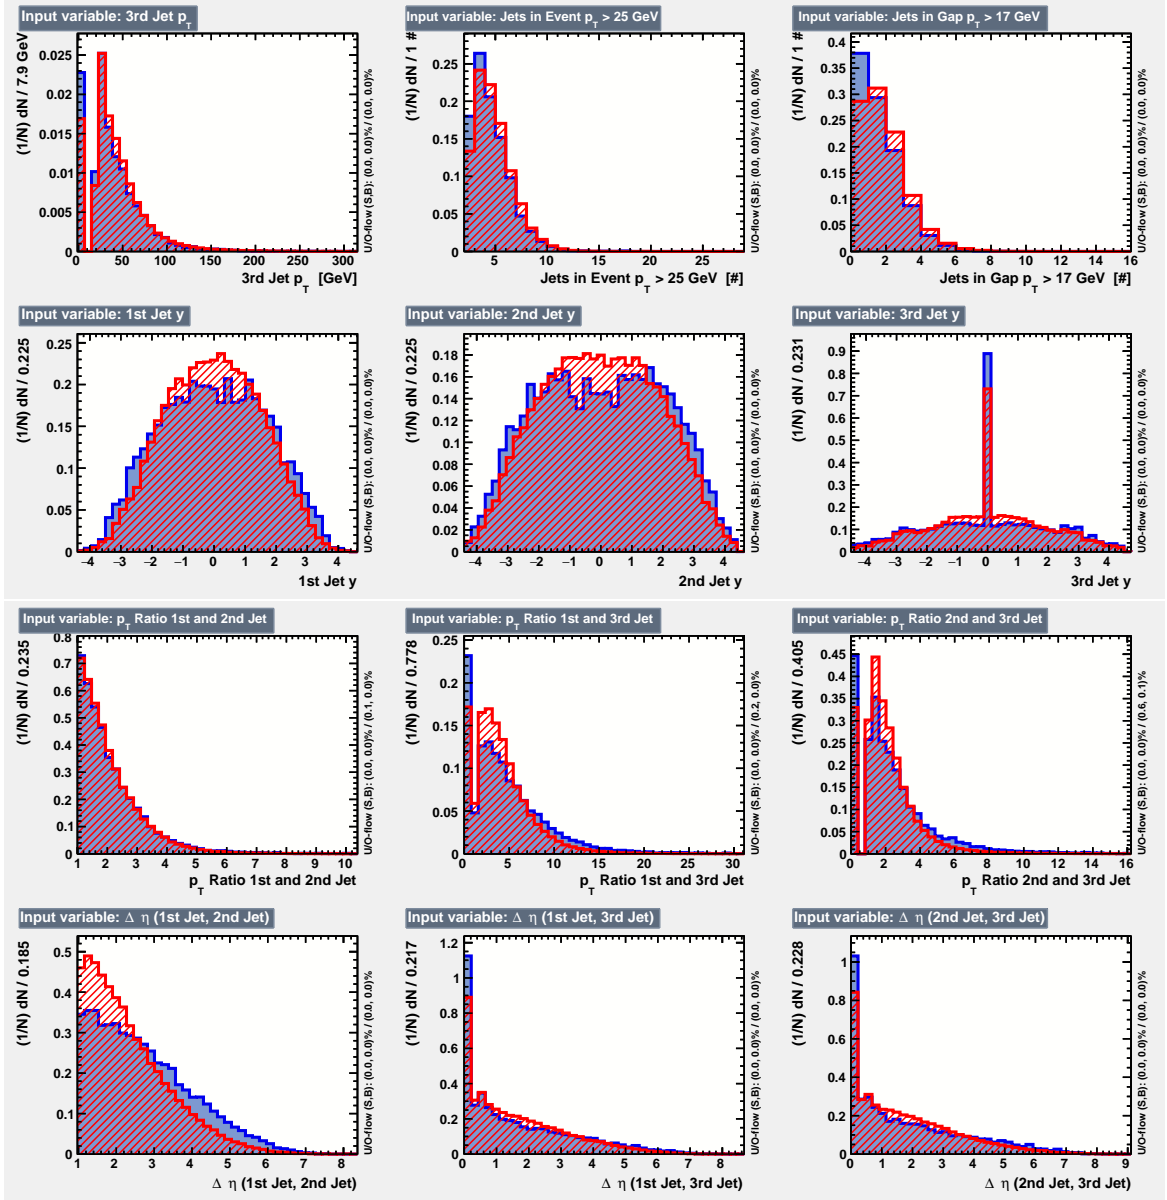 Input variable: 3rd Jet p_T
Input variable: Jets in Event p_T > 25 GeV
Input variable: Jets in Gap p_T > 17 GeV
(1/N) dN / 7.9 GeV
0.025
0.02
0.015
0.01
0.005
0
0 50 100 150 200 250 300
3rd Jet p_T [GeV]
U/O-flow (S,B): (0.0, 0.0)% / (0.0, 0.0)%
(1/N) dN / 1 #
0.25
0.2
0.15
0.1
0.05
0
5 10 15 20 25
Jets in Event p_T > 25 GeV [#]
U/O-flow (S,B): (0.0, 0.0)% / (0.0, 0.0)%
(1/N) dN / 1 #
0.4
0.35
0.3
0.25
0.2
0.15
0.1
0.05
0
0 2 4 6 8 10 12 14 16
Jets in Gap p_T > 17 GeV [#]
U/O-flow (S,B): (0.0, 0.0)% / (0.0, 0.0)%
Input variable: 1st Jet y
Input variable: 2nd Jet y
Input variable: 3rd Jet y
(1/N) dN / 0.225
0.25
0.2
0.15
0.1
0.05
0
−4 −3 −2 −1 0 1 2 3 4
1st Jet y
U/O-flow (S,B): (0.0, 0.0)% / (0.0, 0.0)%
(1/N) dN / 0.225
0.18
0.16
0.14
0.12
0.1
0.08
0.06
0.04
0.02
0
−4 −3 −2 −1 0 1 2 3 4
2nd Jet y
U/O-flow (S,B): (0.0, 0.0)% / (0.0, 0.0)%
(1/N) dN / 0.231
0.9
0.8
0.7
0.6
0.5
0.4
0.3
0.2
0.1
0
−4 −3 −2 −1 0 1 2 3 4
3rd Jet y
U/O-flow (S,B): (0.0, 0.0)% / (0.0, 0.0)%
Input variable: p_T Ratio 1st and 2nd Jet
Input variable: p_T Ratio 1st and 3rd Jet
Input variable: p_T Ratio 2nd and 3rd Jet
(1/N) dN / 0.235
0.8
0.7
0.6
0.5
0.4
0.3
0.2
0.1
0
1 2 3 4 5 6 7 8 9 10
p_T Ratio 1st and 2nd Jet
U/O-flow (S,B): (0.0, 0.0)% / (0.1, 0.0)%
(1/N) dN / 0.778
0.25
0.2
0.15
0.1
0.05
0
0 5 10 15 20 25 30
p_T Ratio 1st and 3rd Jet
U/O-flow (S,B): (0.0, 0.0)% / (0.2, 0.0)%
(1/N) dN / 0.405
0.45
0.4
0.35
0.3
0.25
0.2
0.15
0.1
0.05
0
0 2 4 6 8 10 12 14 16
p_T Ratio 2nd and 3rd Jet
U/O-flow (S,B): (0.0, 0.0)% / (0.6, 0.1)%
Input variable: Δ η (1st Jet, 2nd Jet)
Input variable: Δ η (1st Jet, 3rd Jet)
Input variable: Δ η (2nd Jet, 3rd Jet)
(1/N) dN / 0.185
0.5
0.4
0.3
0.2
0.1
0
1 2 3 4 5 6 7 8
Δ η (1st Jet, 2nd Jet)
U/O-flow (S,B): (0.0, 0.0)% / (0.0, 0.0)%
(1/N) dN / 0.217
1.2
1
0.8
0.6
0.4
0.2
0
0 1 2 3 4 5 6 7 8
Δ η (1st Jet, 3rd Jet)
U/O-flow (S,B): (0.0, 0.0)% / (0.0, 0.0)%
(1/N) dN / 0.228
1
0.8
0.6
0.4
0.2
0
0 1 2 3 4 5 6 7 8 9
Δ η (2nd Jet, 3rd Jet)
U/O-flow (S,B): (0.0, 0.0)% / (0.0, 0.0)%